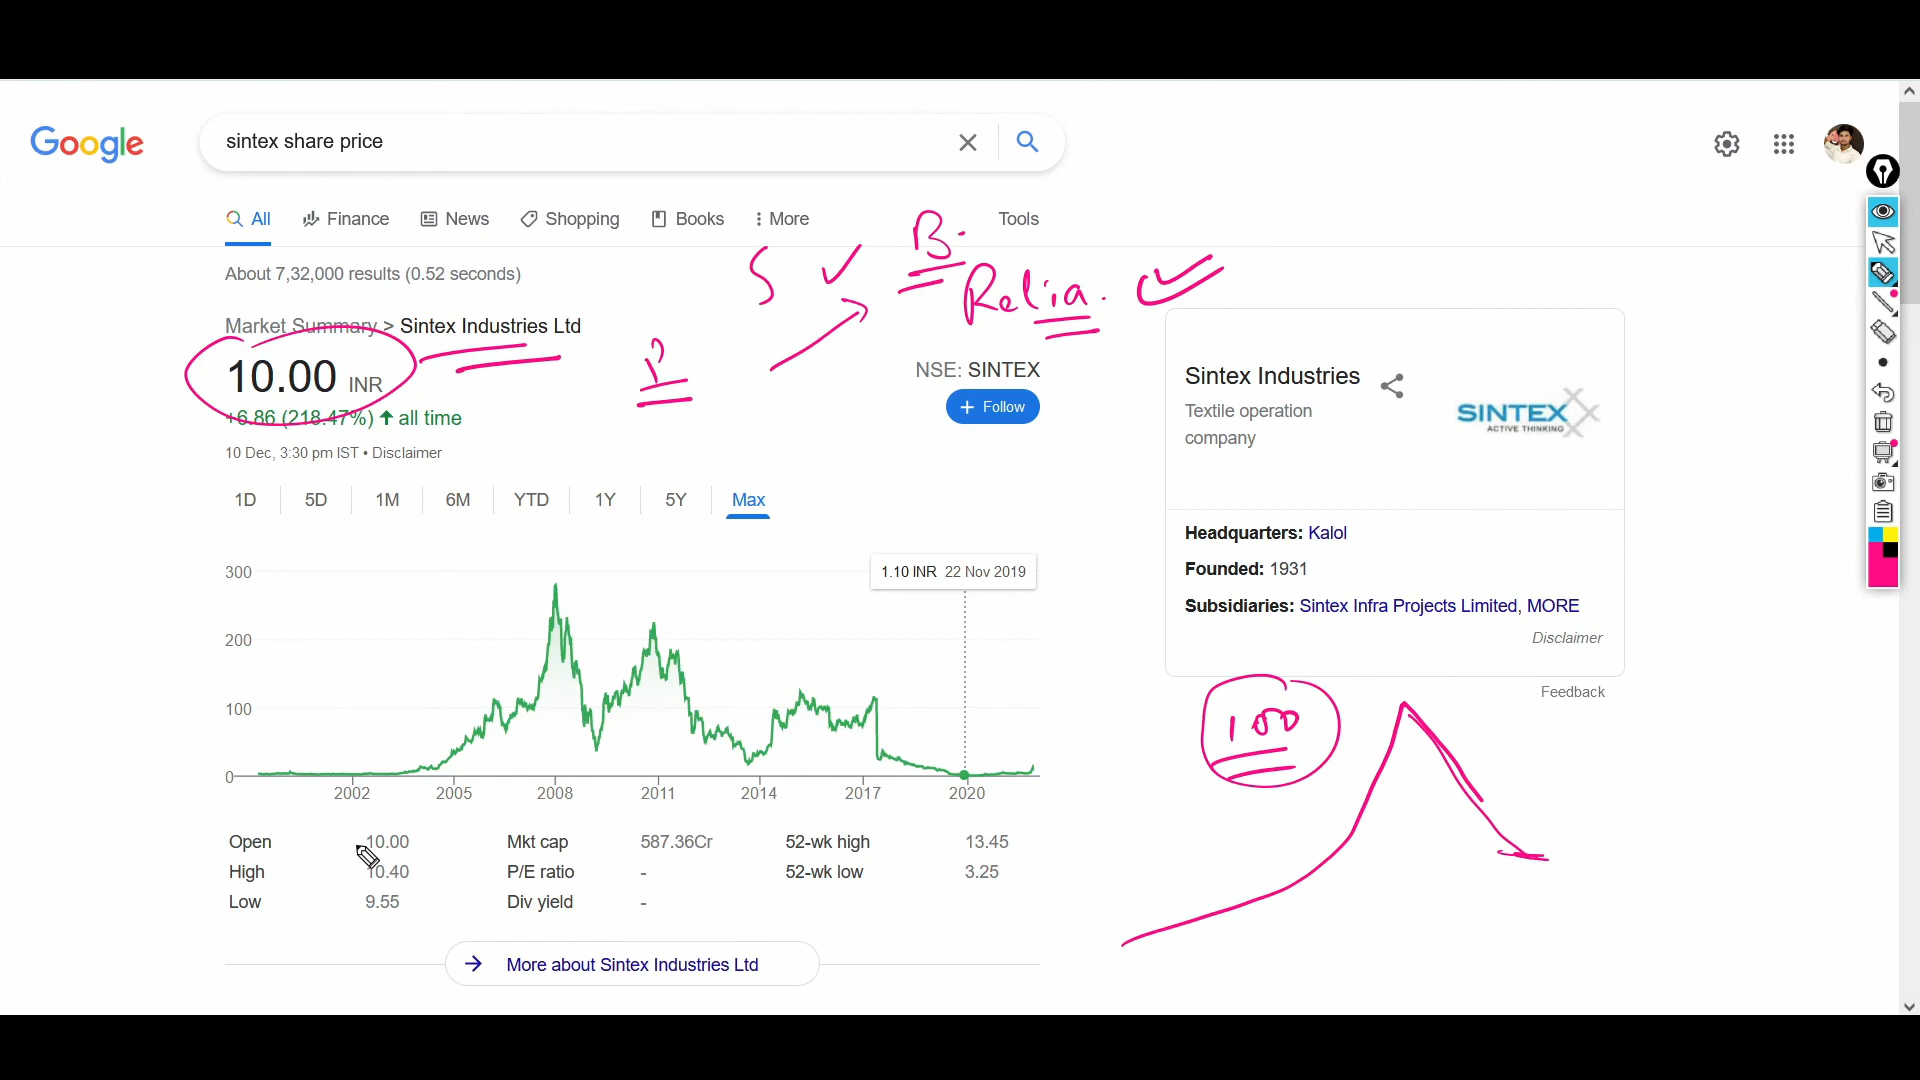 Google
sintex share price
All Finance News Shopping Books More Tools
About 7,32,000 results (0.52 seconds)
S B.
Relia.
Market Summary > Sintex Industries Ltd
10.00 INR
+6.86 (218.47%) all time
10 Dec, 3:30 pm IST • Disclaimer
P
NSE: SINTEX
+ Follow
1D 5D 1M 6M YTD 1Y 5Y Max
1.10 INR 22 Nov 2019
300
200
100
0
2002 2005 2008 2011 2014 2017 2020
Open 10.00 Mkt cap 587.36Cr 52-wk high 13.45
High 10.40 P/E ratio - 52-wk low 3.25
Low 9.55 Div yield -
More about Sintex Industries Ltd
Sintex Industries
Textile operation
company
SINTEX
ACTIVE THINKING
Headquarters: Kalol
Founded: 1931
Subsidiaries: Sintex Infra Projects Limited, MORE
Disclaimer
Feedback
100